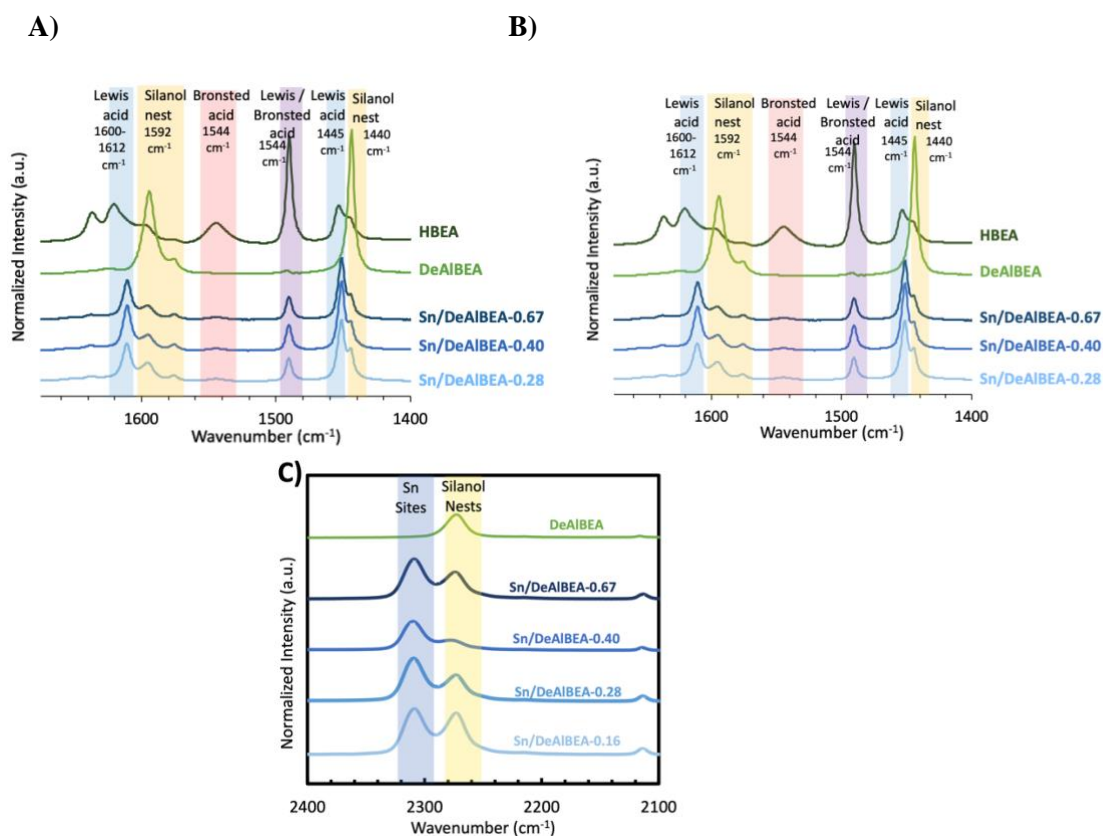 A)
B)
Lewis acid 1600-1612 cm-1
Silanol nest 1592 cm-1
Bronsted acid 1544 cm-1
Lewis / Bronsted acid 1544 cm-1
Lewis acid 1445 cm-1
Silanol nest 1440 cm-1
HBEA
DeAlBEA
Sn/DeAlBEA-0.67
Sn/DeAlBEA-0.40
Sn/DeAlBEA-0.28
Normalized Intensity (a.u.)
1600 1500 1400
Wavenumber (cm-1)
Lewis acid 1600-1612 cm-1
Silanol nest 1592 cm-1
Bronsted acid 1544 cm-1
Lewis / Bronsted acid 1544 cm-1
Lewis acid 1445 cm-1
Silanol nest 1440 cm-1
HBEA
DeAlBEA
Sn/DeAlBEA-0.67
Sn/DeAlBEA-0.40
Sn/DeAlBEA-0.28
Normalized Intensity (a.u.)
1600 1500 1400
Wavenumber (cm-1)
C)
Sn Sites
Silanol Nests
DeAlBEA
Sn/DeAlBEA-0.67
Sn/DeAlBEA-0.40
Sn/DeAlBEA-0.28
Sn/DeAlBEA-0.16
Normalized Intensity (a.u.)
2400 2300 2200 2100
Wavenumber (cm-1)